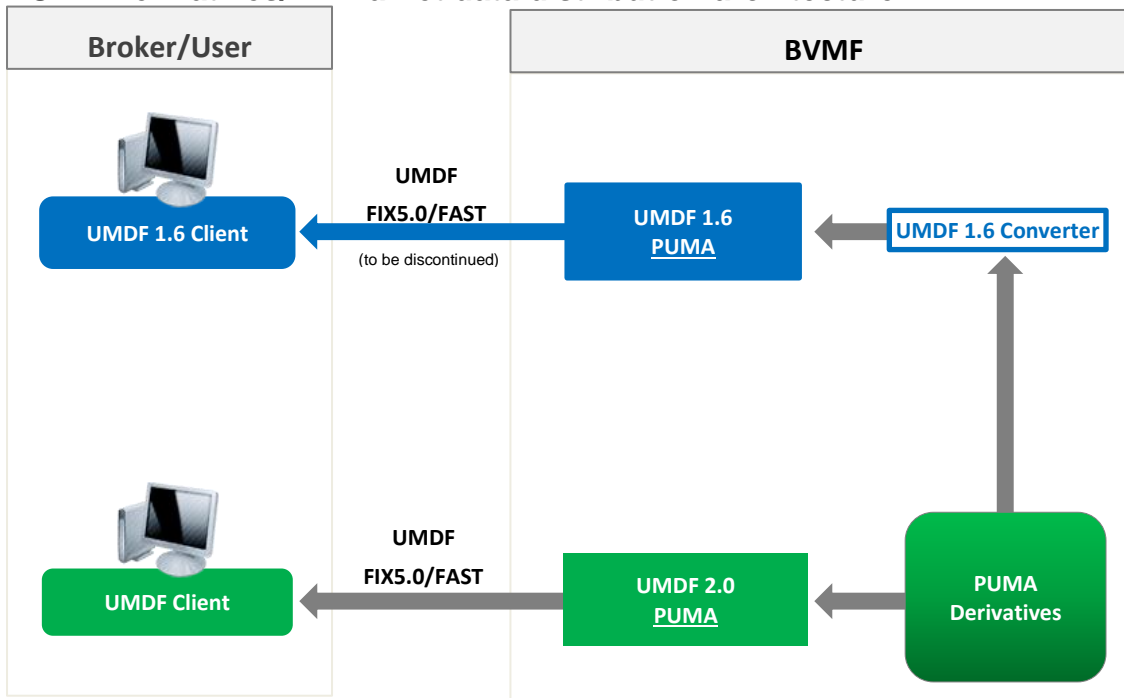 Broker/User
BVMF
UMDF
FIX5.0/FAST
(to be discontinued)
UMDF 1.6 Client
UMDF 1.6
PUMA
UMDF 1.6 Converter
UMDF
FIX5.0/FAST
UMDF Client
UMDF 2.0
PUMA
PUMA
Derivatives